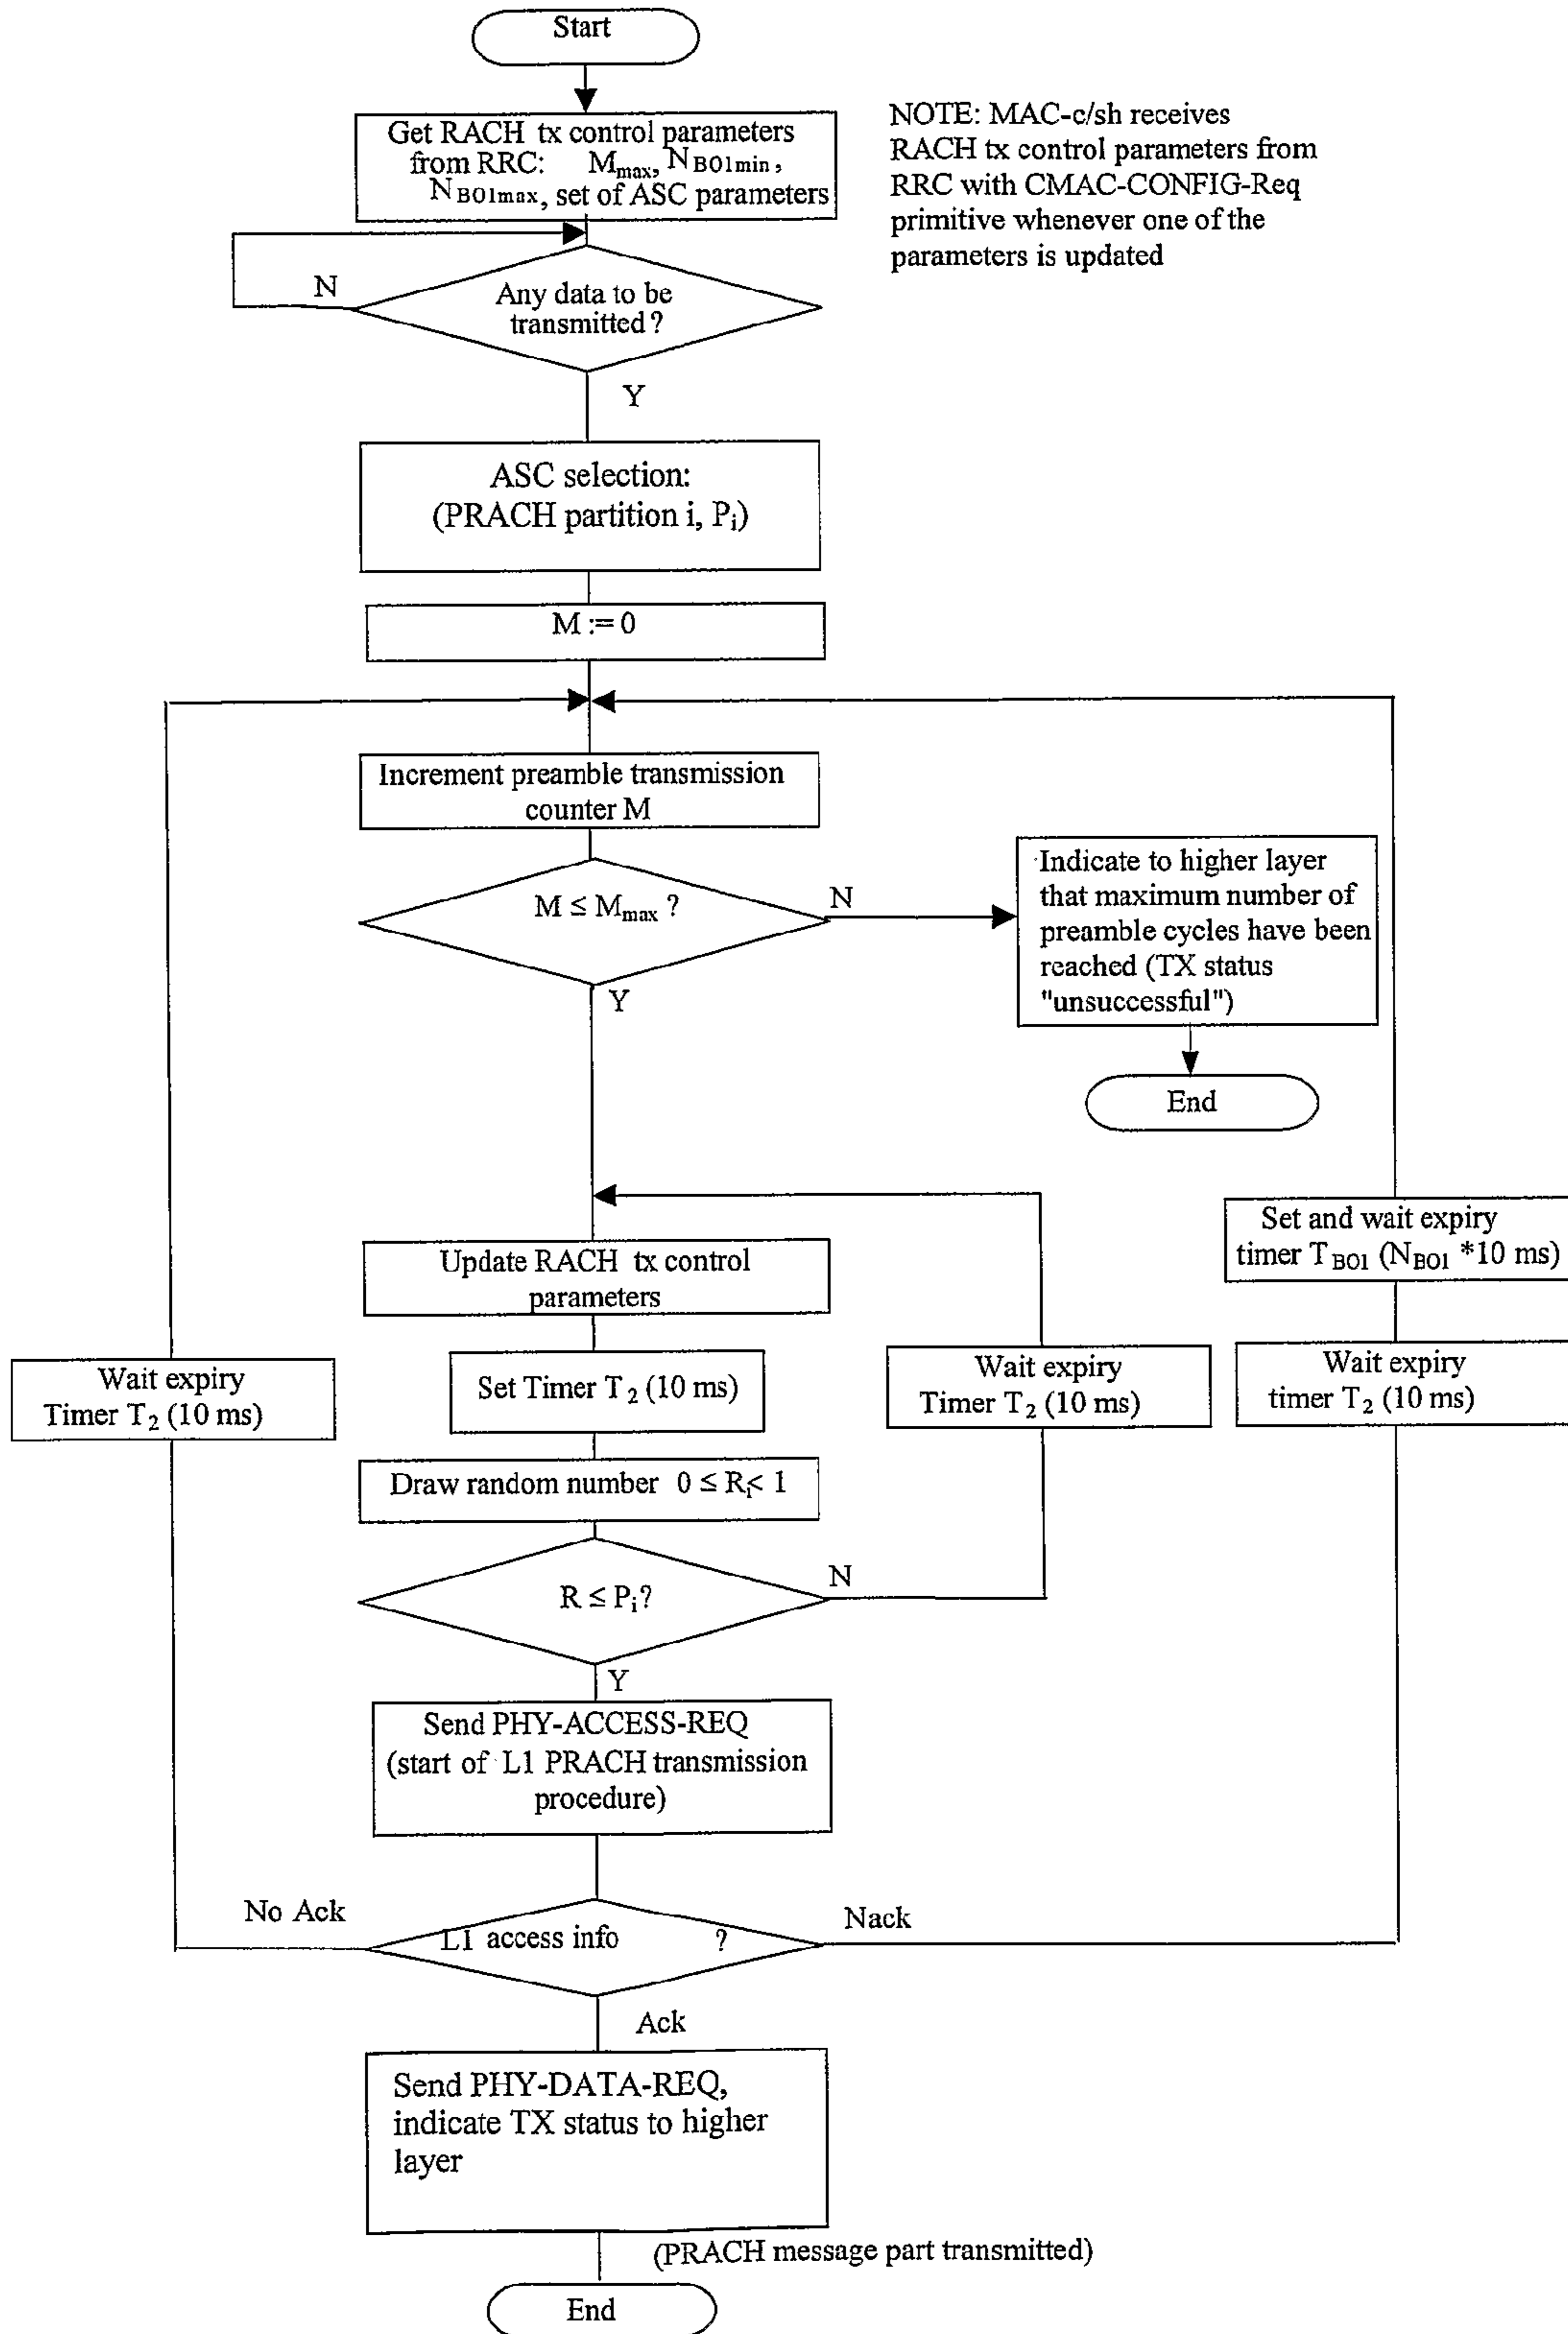 Start
Get RACH tx control parameters
from RRC: Mmax, NBO1min,
NBO1max, set of ASC parameters
NOTE: MAC-c/sh receives
RACH tx control parameters from
RRC with CMAC-CONFIG-Req
primitive whenever one of the
parameters is updated
N
Any data to be
transmitted ?
Y
ASC selection:
(PRACH partition i, Pi)
M := 0
Increment preamble transmission
counter M
M ≤ Mmax ?
N
Indicate to higher layer
that maximum number of
preamble cycles have been
reached (TX status
"unsuccessful")
Y
End
Update RACH tx control
parameters
Set and wait expiry
timer TBO1 (NBO1 *10 ms)
Wait expiry
Timer T2 (10 ms)
Set Timer T2 (10 ms)
Wait expiry
Timer T2 (10 ms)
Wait expiry
timer T2 (10 ms)
Draw random number 0 ≤ Ri< 1
R ≤ Pi?
N
Y
Send PHY-ACCESS-REQ
(start of L1 PRACH transmission
procedure)
No Ack
L1 access info ?
Nack
Ack
Send PHY-DATA-REQ,
indicate TX status to higher
layer
(PRACH message part transmitted)
End